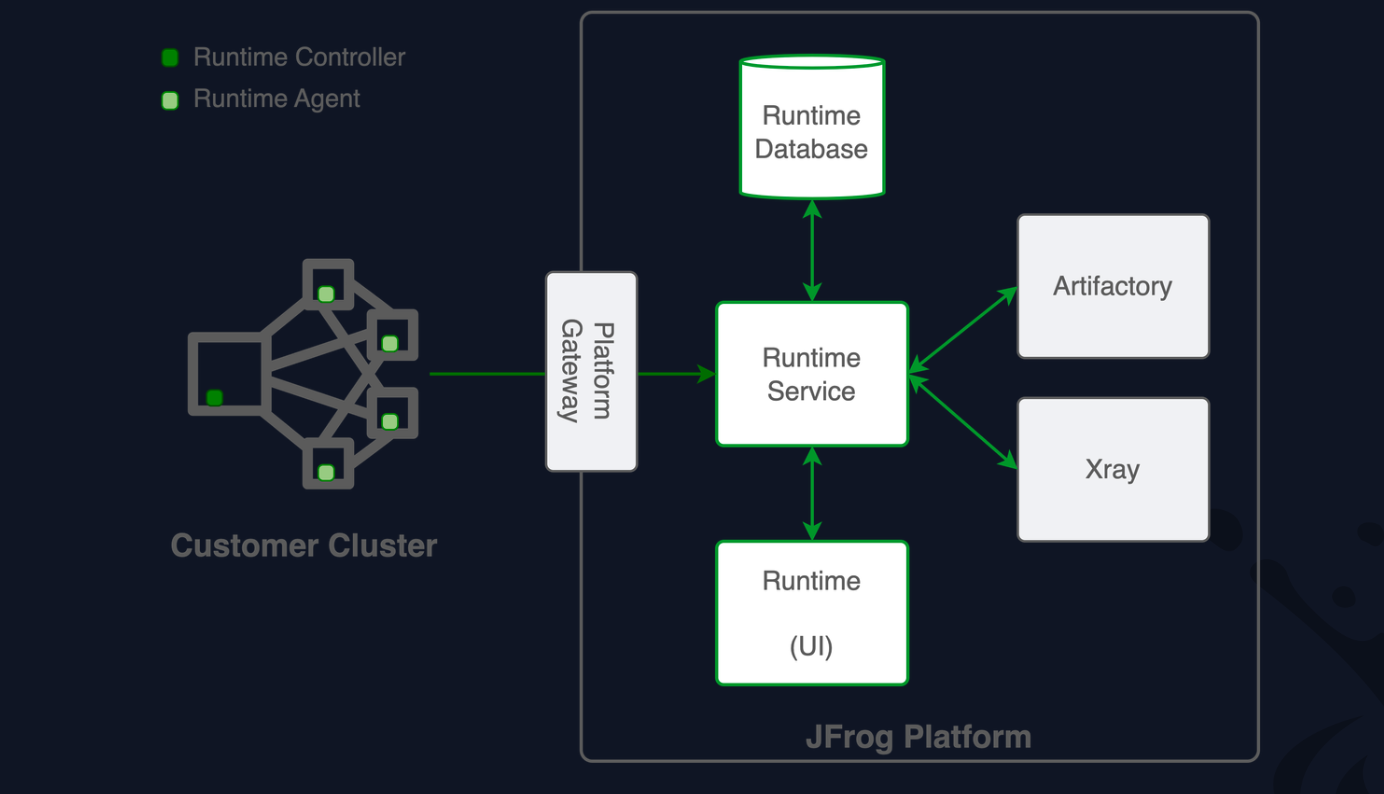 Runtime Controller
Runtime Agent
Runtime
Database
Artifactory
Platform
Gateway
Runtime
Service
Xray
Customer Cluster
Runtime
(UI)
JFrog Platform